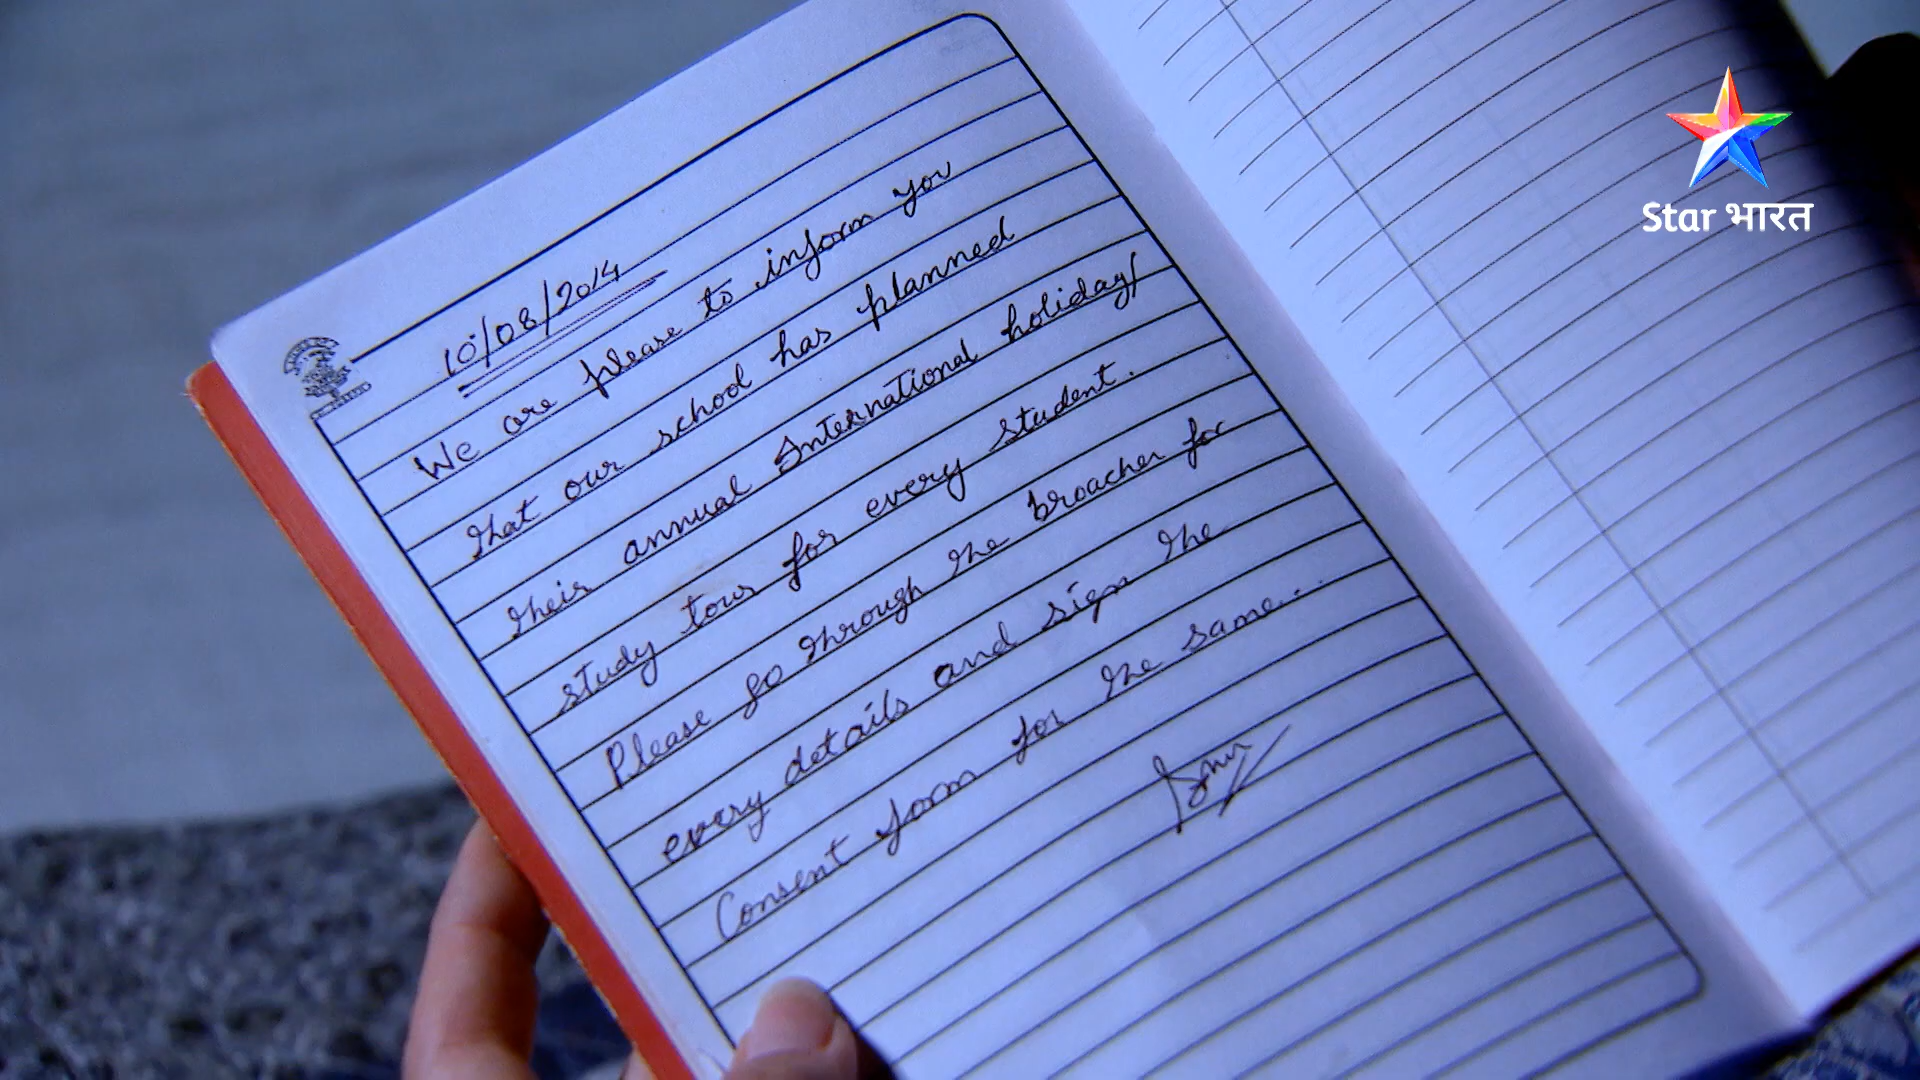 10/08/2014
We are please to inform you
that our school has planned
their annual International holiday/
study tour for every student.
Please go through the broacher for
every details and sign the
Consent form for the same..
Star भारत